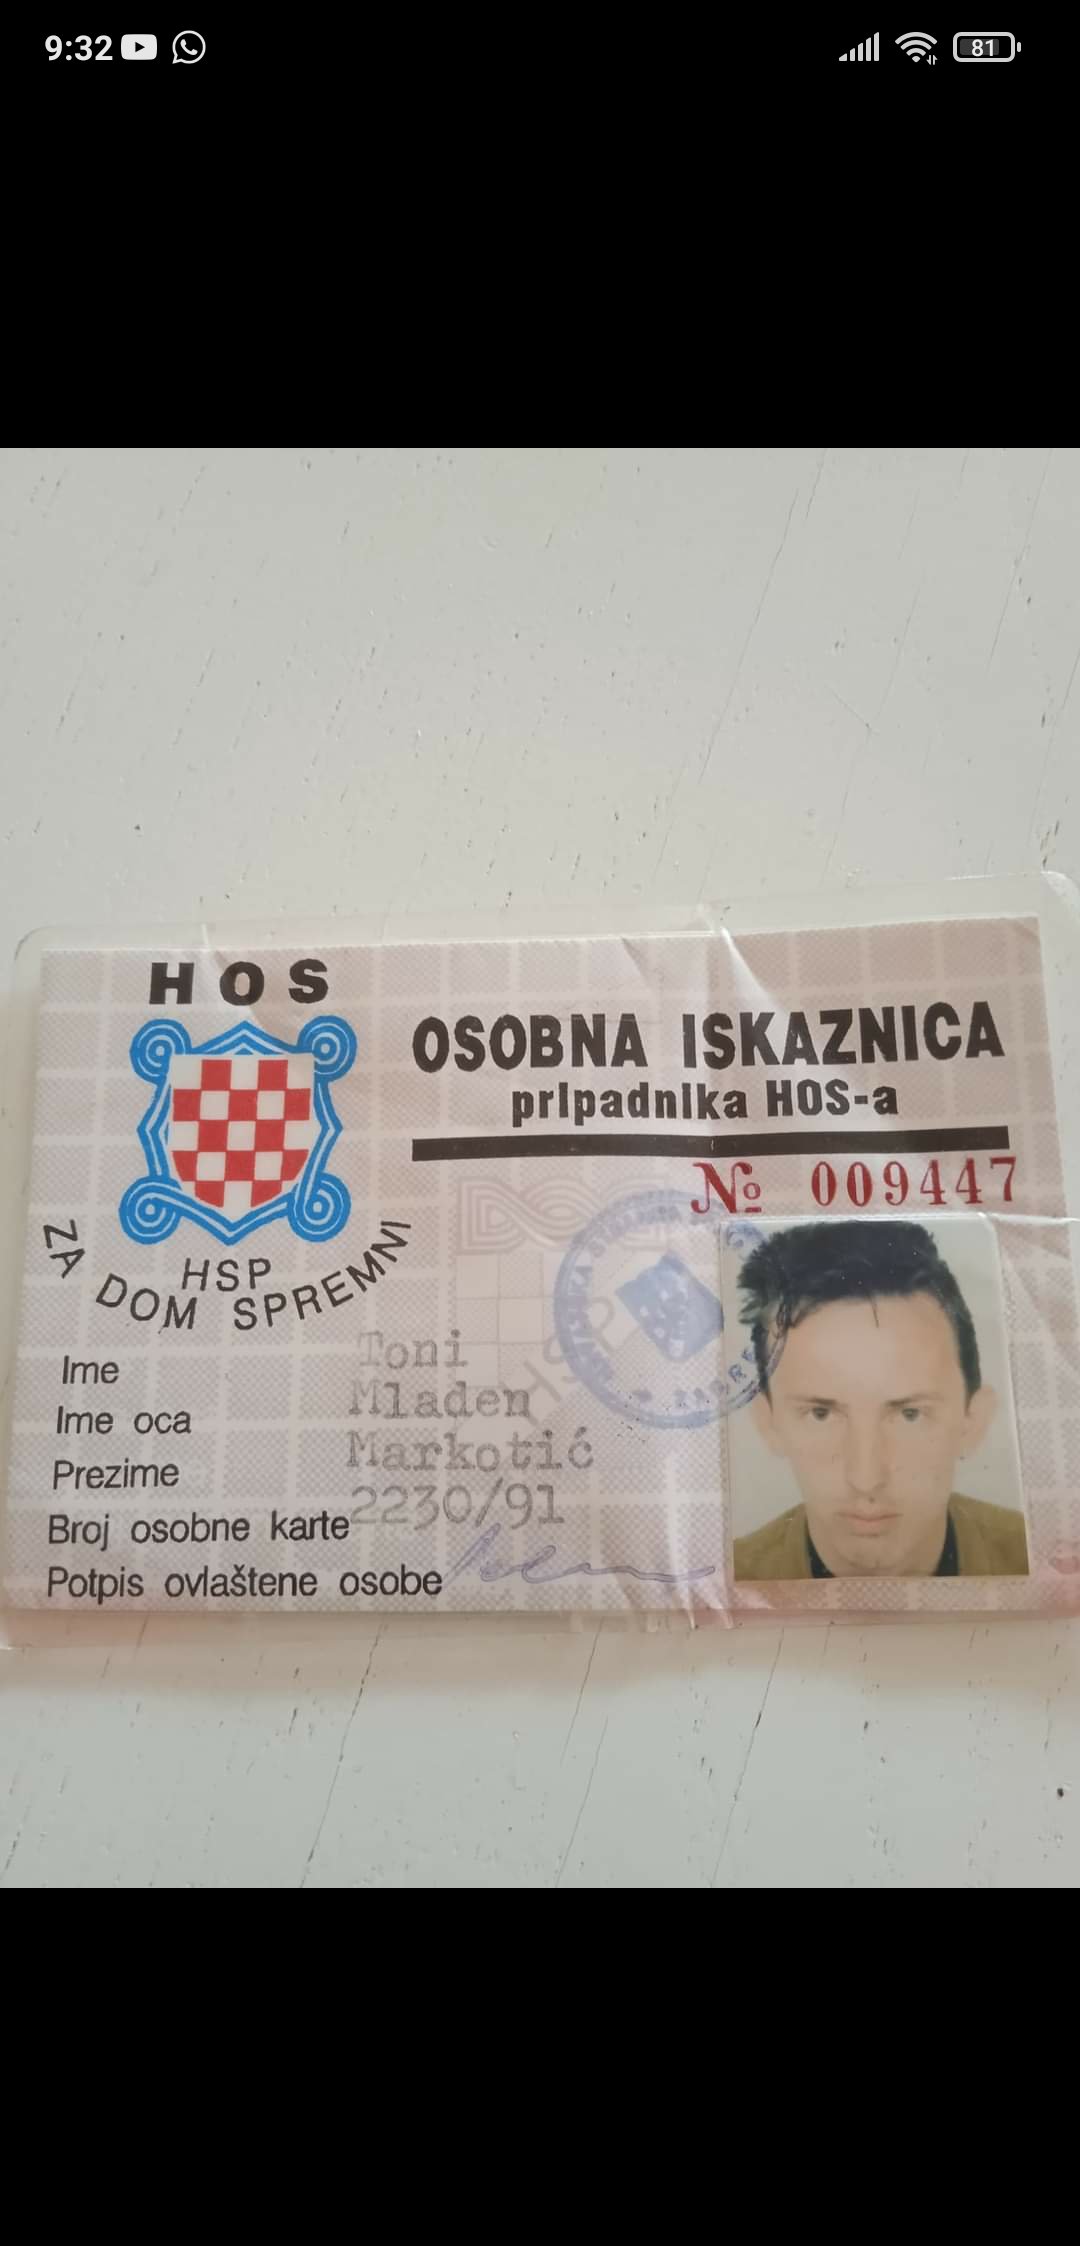 9:32
81
HOS
OSOBNA ISKAZNICA
pripadnika HOS-a
№ 009447
HSP
ZA DOM SPREMNI
Ime Toni
Ime oca Mladen
Prezime Markotić
Broj osobne karte 2230/91
Potpis ovlaštene osobe